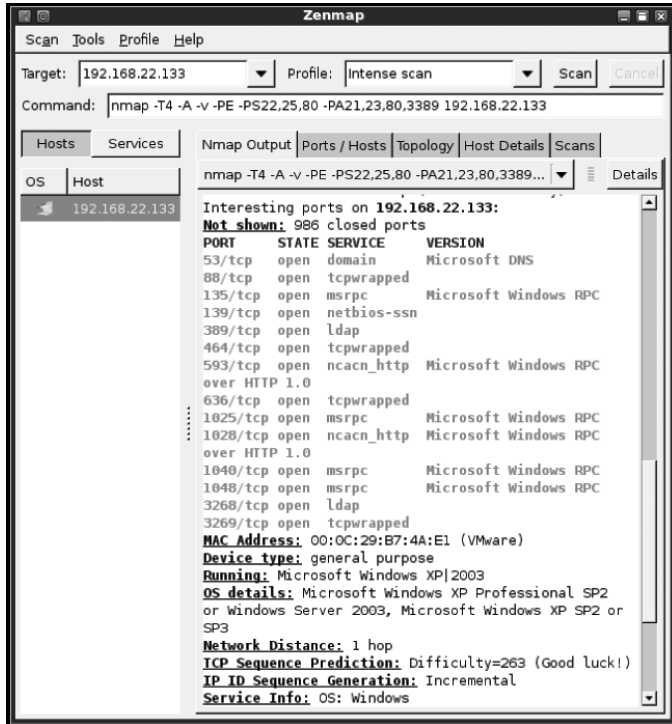 Zenmap
Scan Tools Profile Help
Target: 192.168.22.133 Profile: Intense scan Scan Cancel
Command: nmap -T4 -A -v -PE -PS22,25,80 -PA21,23,80,3389 192.168.22.133
Hosts Services Nmap Output Ports / Hosts Topology Host Details Scans
OS Host
192.168.22.133
nmap -T4 -A -v -PE -PS22,25,80 -PA21,23,80,3389... Details
Interesting ports on 192.168.22.133:
Not shown: 986 closed ports
PORT STATE SERVICE VERSION
53/tcp open domain Microsoft DNS
88/tcp open tcpwrapped
135/tcp open msrpc Microsoft Windows RPC
139/tcp open netbios-ssn
389/tcp open ldap
464/tcp open tcpwrapped
593/tcp open ncacn_http Microsoft Windows RPC
over HTTP 1.0
636/tcp open tcpwrapped
1025/tcp open msrpc Microsoft Windows RPC
1028/tcp open ncacn_http Microsoft Windows RPC
over HTTP 1.0
1040/tcp open msrpc Microsoft Windows RPC
1048/tcp open msrpc Microsoft Windows RPC
3268/tcp open ldap
3269/tcp open tcpwrapped
MAC Address: 00:0C:29:B7:4A:E1 (VMware)
Device type: general purpose
Running: Microsoft Windows XP|2003
OS details: Microsoft Windows XP Professional SP2
or Windows Server 2003, Microsoft Windows XP SP2 or
SP3
Network Distance: 1 hop
TCP Sequence Prediction: Difficulty=263 (Good luck!)
IP ID Sequence Generation: Incremental
Service Info: OS: Windows